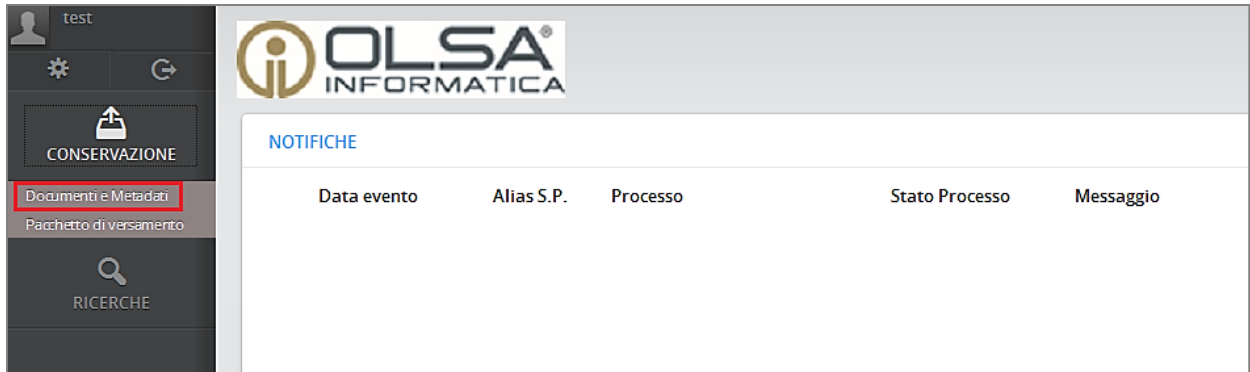 test
CONSERVAZIONE
Documenti e Metadati
Pacchetto di versamento
RICERCHE
OLSA®
INFORMATICA
NOTIFICHE
Data evento Alias S.P. Processo Stato Processo Messaggio